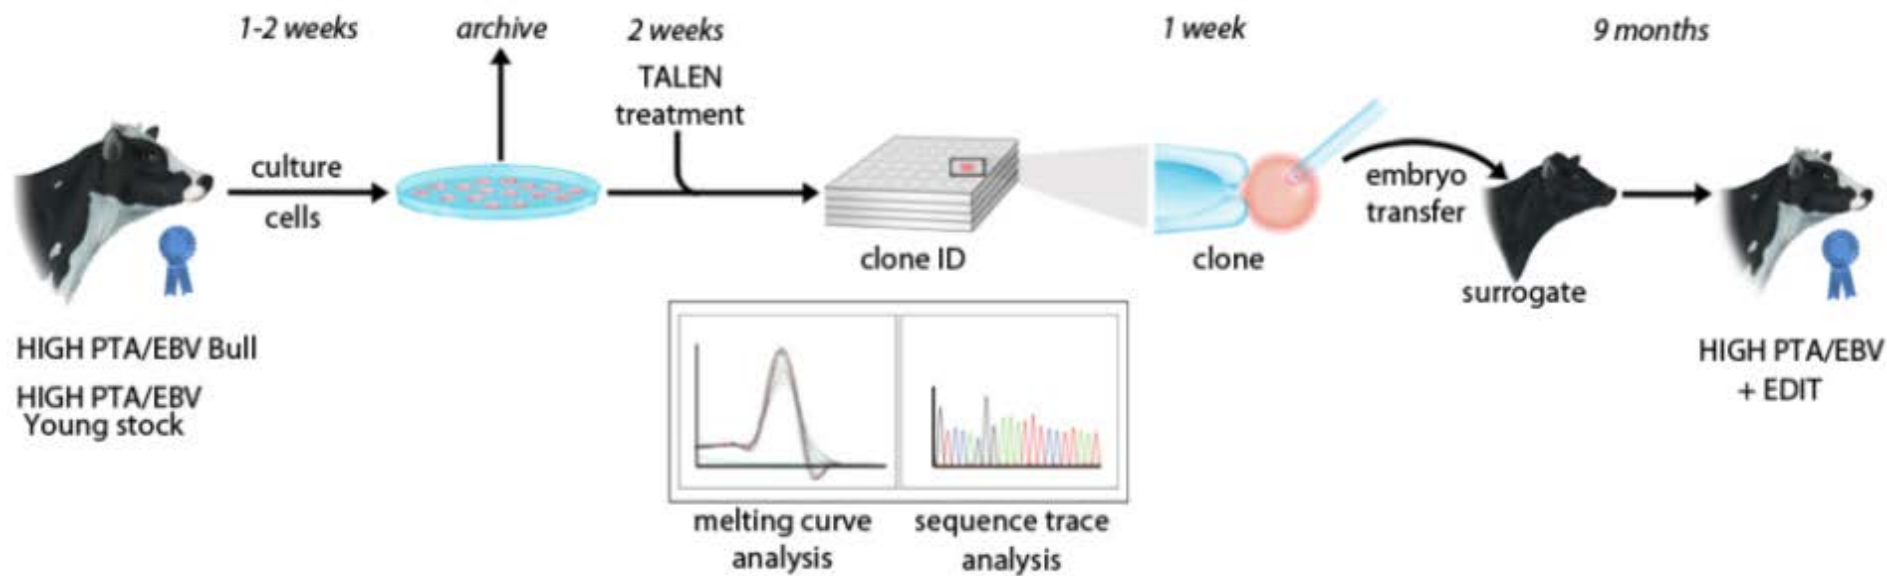 1-2 weeks
archive
2 weeks
1 week
9 months
TALEN
treatment
culture
cells
embryo
transfer
clone ID
clone
surrogate
HIGH PTA/EBV Bull
HIGH PTA/EBV
Young stock
HIGH PTA/EBV
+ EDIT
melting curve
analysis
sequence trace
analysis